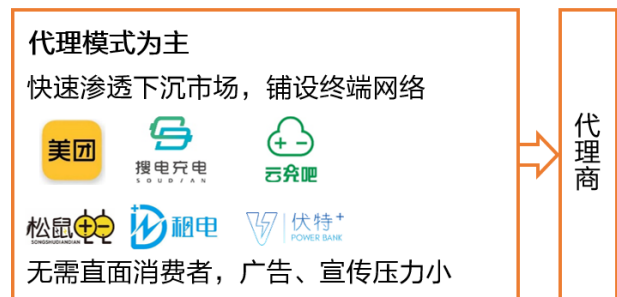 代理模式为主
快速渗透下沉市场，铺设终端网络
美团
搜电充电
SOUDIAN
云充吧
松鼠电
SONGSHUDIANDIAN
租电
伏特+
POWER BANK
无需直面消费者，广告、宣传压力小
代理商